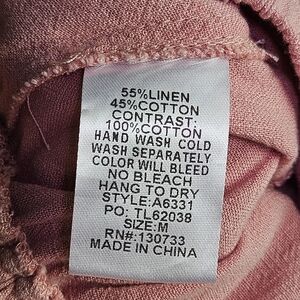 55%LINEN
45%COTTON
CONTRAST:
100%COTTON
HAND WASH COLD
WASH SEPARATELY
COLOR WILL BLEED
NO BLEACH
HANG TO DRY
STYLE:A6331
PO: TL62038
SIZE:M
RN#:130733
MADE IN CHINA